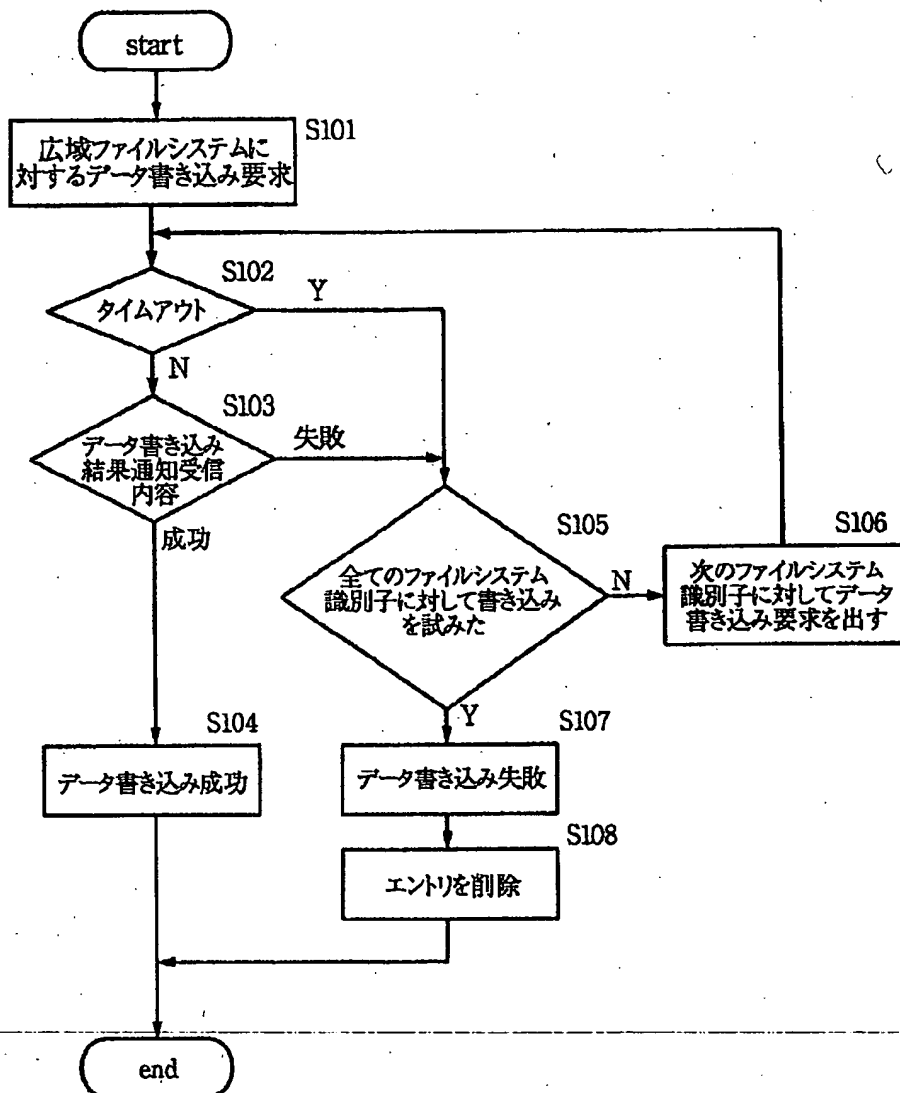 start
S101
広域ファイルシステムに
対するデータ書き込み要求
S102
タイムアウト
Y
N
S103
データ書き込み
結果通知受信
内容
失敗
成功
S105
全てのファイルシステム
識別子に対して書き込み
を試みた
N
S106
次のファイルシステム
識別子に対してデータ
書き込み要求を出す
Y
S104
データ書き込み成功
S107
データ書き込み失敗
S108
エントリを削除
end